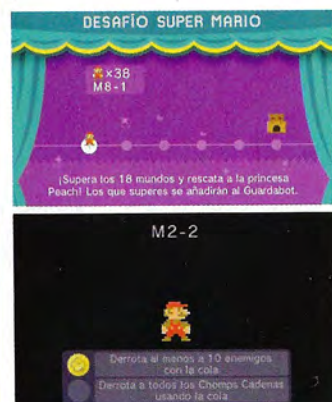 DESAFÍO SUPER MARIO
×38
M8-1
¡Supera los 18 mundos y rescata a la princesa
Peach! Los que superes se añadirán al Guardabot.
M2-2
Derrota al menos a 10 enemigos
con la cola
Derrota a todos los Chomps Cadenas
usando la cola